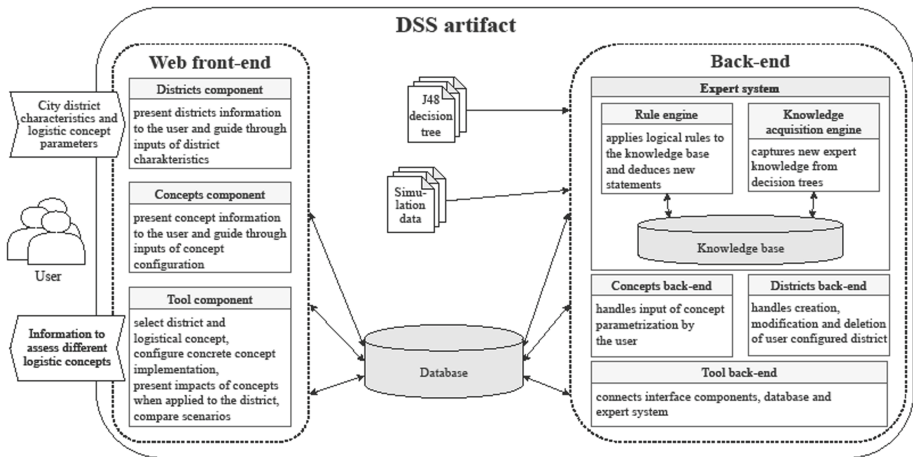 DSS artifact
City district
characteristics and
logistic concept
parameters
User
Information to
assess different
logistic concepts
Web front-end
Districts component
present districts information
to the user and guide through
inputs of district
charakteristics
Concepts component
present concept information
to the user and guide through
inputs of concept
configuration
Tool component
select district and
logistical concept,
configure concrete concept
implementation,
present impacts of concepts
when applied to the district,
compare scenarios
J48
decision
tree
Simu-
lation
data
Database
Back-end
Expert system
Rule engine
applies logical rules to
the knowledge base
and deduces new
statements
Knowledge
acquisition engine
captures new expert
knowledge from
decision trees
Knowledge base
Concepts back-end
handles input of concept
parametrization by
the user
Districts back-end
handles creation,
modification and deletion
of user configured district
Tool back-end
connects interface components, database and
expert system